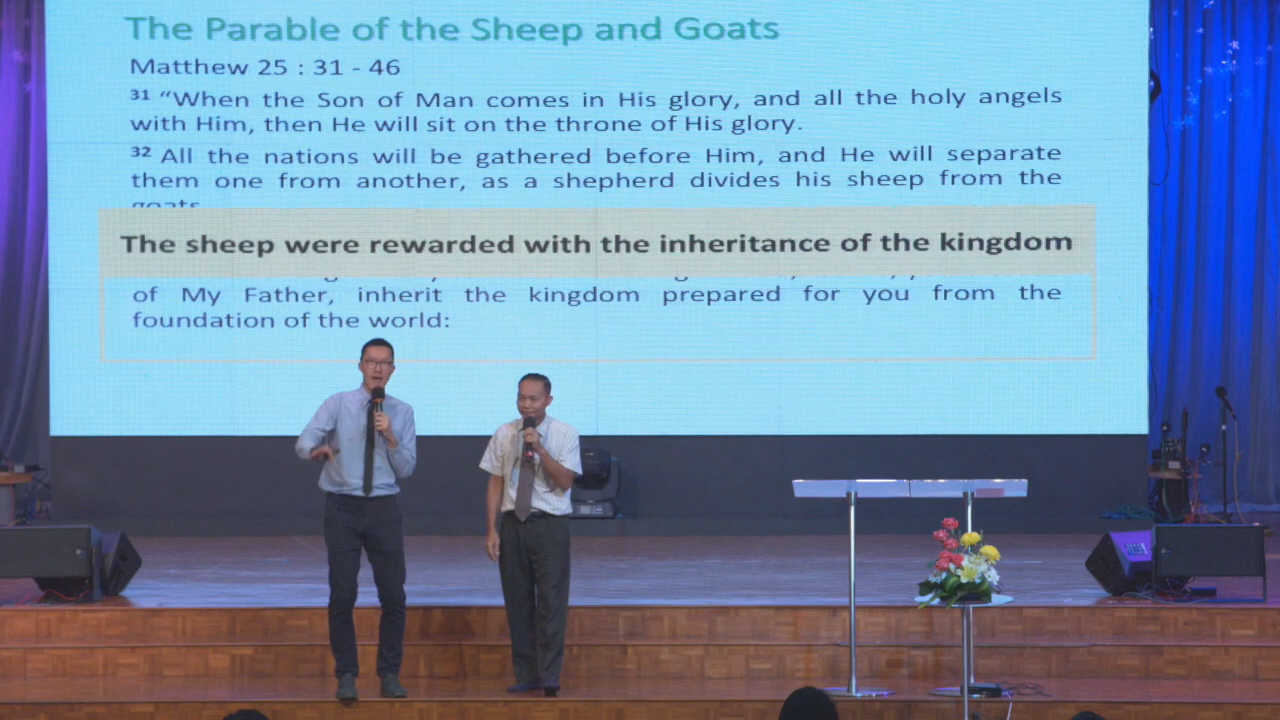 The Parable of the Sheep and Goats
Matthew 25 : 31 - 46
31 “When the Son of Man comes in His glory, and all the holy angels
with Him, then He will sit on the throne of His glory.
32 All the nations will be gathered before Him, and He will separate
them one from another, as a shepherd divides his sheep from the
goats
The sheep were rewarded with the inheritance of the kingdom
of My Father, inherit the kingdom prepared for you from the
foundation of the world: